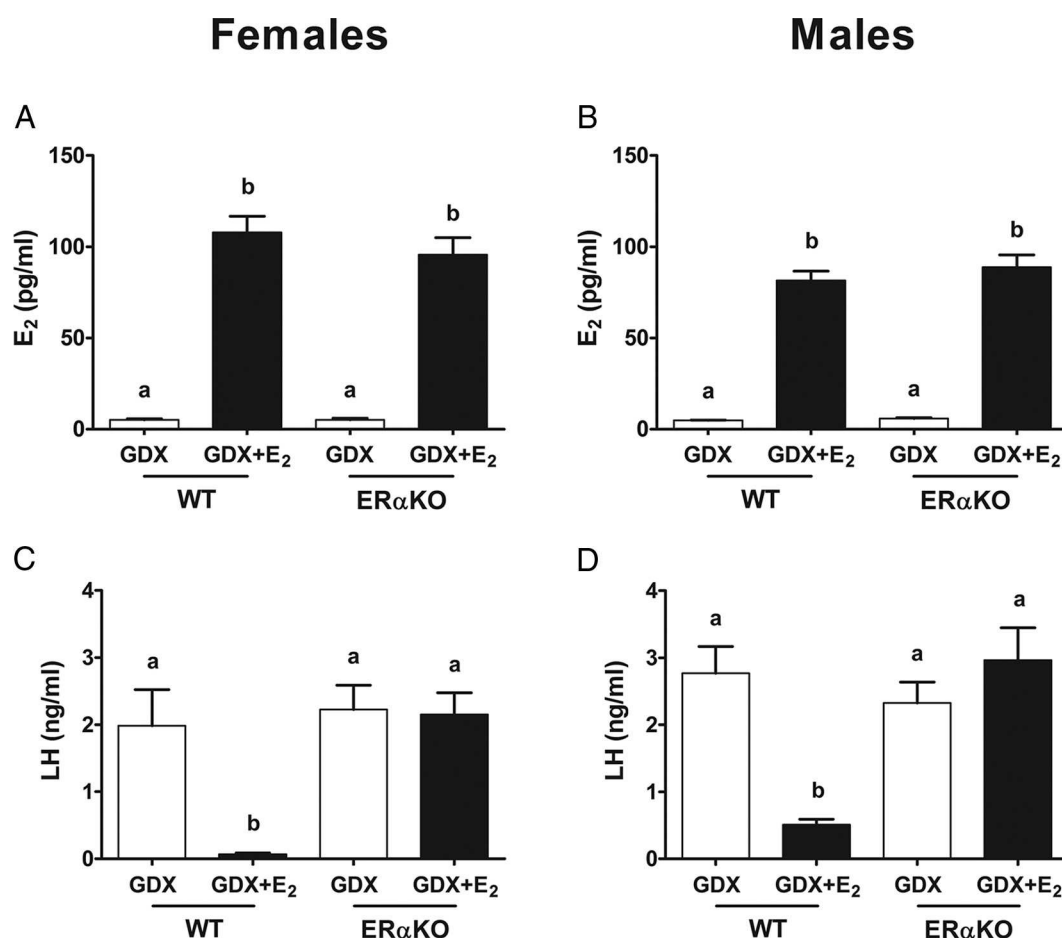 Females
Males
A
150
100
50
0
E₂ (pg/ml)
a
b
a
b
GDX
GDX+E₂
GDX
GDX+E₂
WT
ERαKO
B
150
100
50
0
E₂ (pg/ml)
a
b
a
b
GDX
GDX+E₂
GDX
GDX+E₂
WT
ERαKO
C
4
3
2
1
0
LH (ng/ml)
a
b
a
a
GDX
GDX+E₂
GDX
GDX+E₂
WT
ERαKO
D
4
3
2
1
0
LH (ng/ml)
a
b
a
a
GDX
GDX+E₂
GDX
GDX+E₂
WT
ERαKO